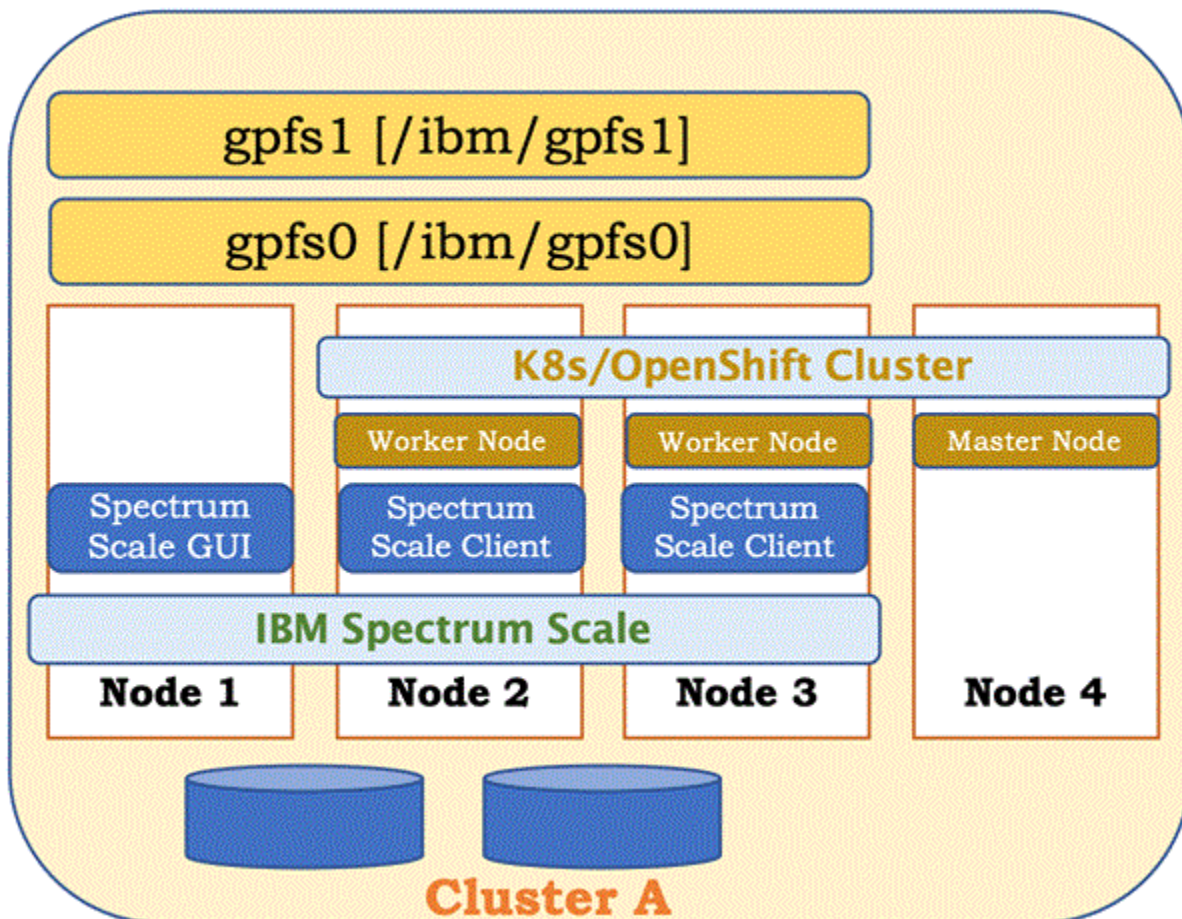 gpfs1 [/ibm/gpfs1]
gpfs0 [/ibm/gpfs0]
K8s/OpenShift Cluster
Worker Node
Worker Node
Master Node
Spectrum
Scale GUI
Spectrum
Scale Client
Spectrum
Scale Client
IBM Spectrum Scale
Node 1
Node 2
Node 3
Node 4
Cluster A